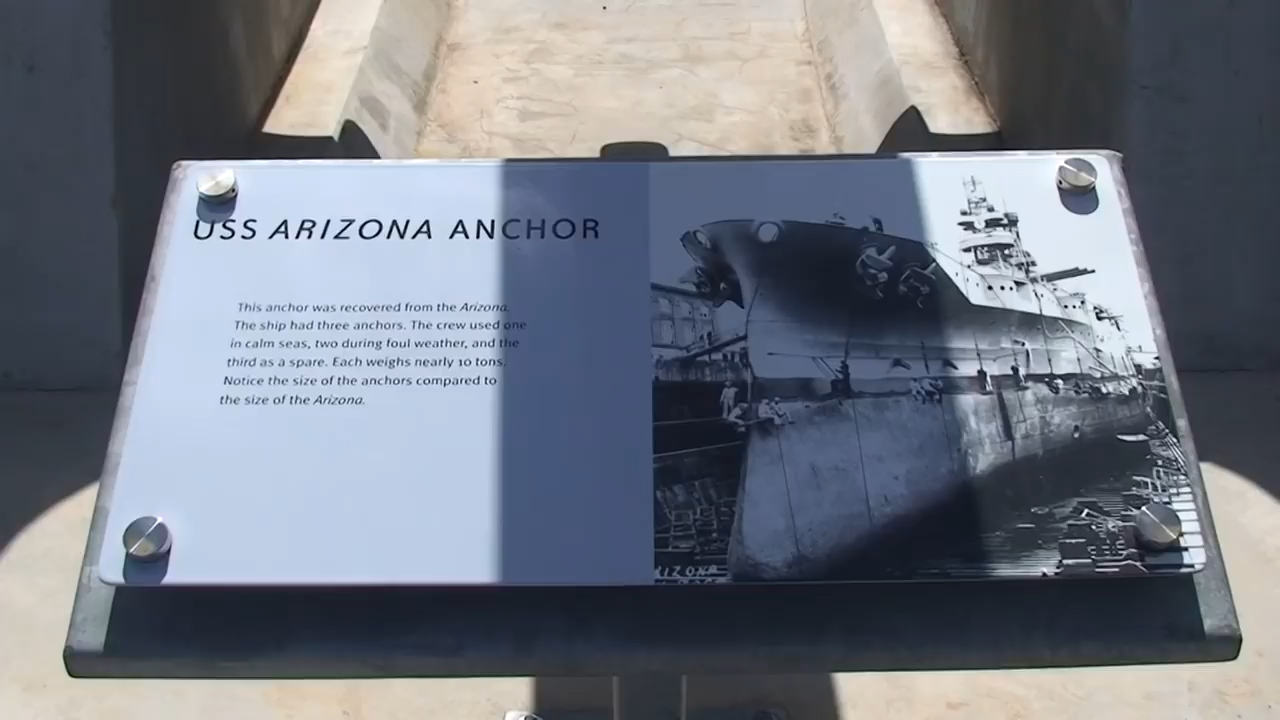 USS ARIZONA ANCHOR
This anchor was recovered from the Arizona.
The ship had three anchors. The crew used one
in calm seas, two during foul weather, and the
third as a spare. Each weighs nearly 10 tons.
Notice the size of the anchors compared to
the size of the Arizona.